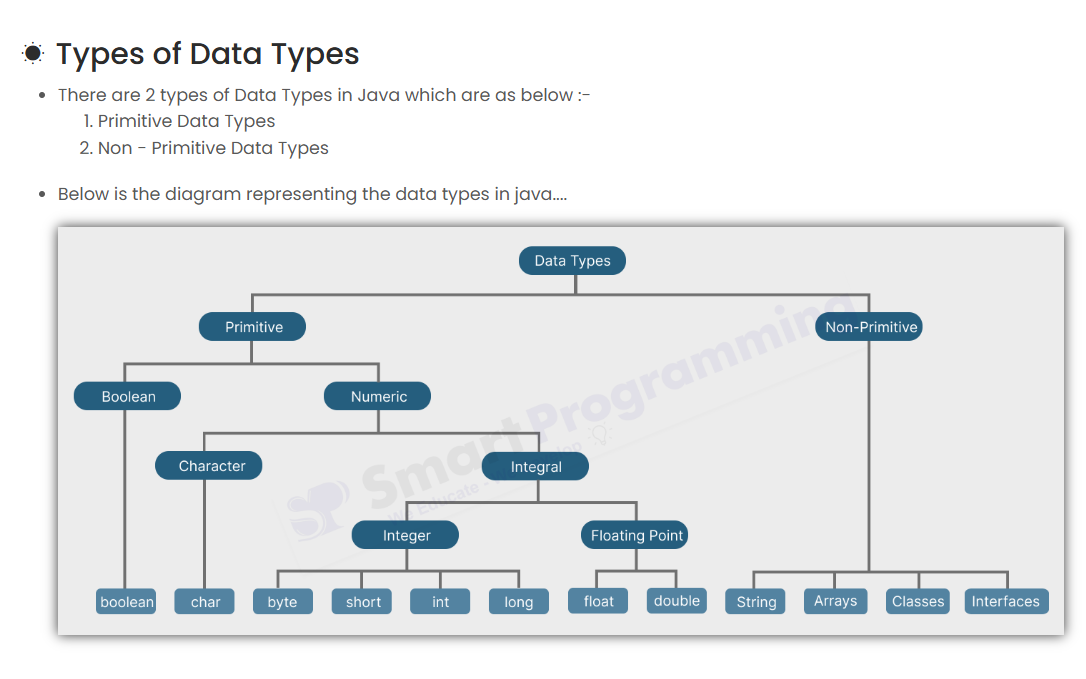 Types of Data Types
There are 2 types of Data Types in Java which are as below :-
1. Primitive Data Types
2. Non - Primitive Data Types
Below is the diagram representing the data types in java....
Data Types
Primitive
Non-Primitive
Boolean
Numeric
Character
Integral
Integer
Floating Point
boolean
char
byte
short
int
long
float
double
String
Arrays
Classes
Interfaces
Smart Programming
We Educate -